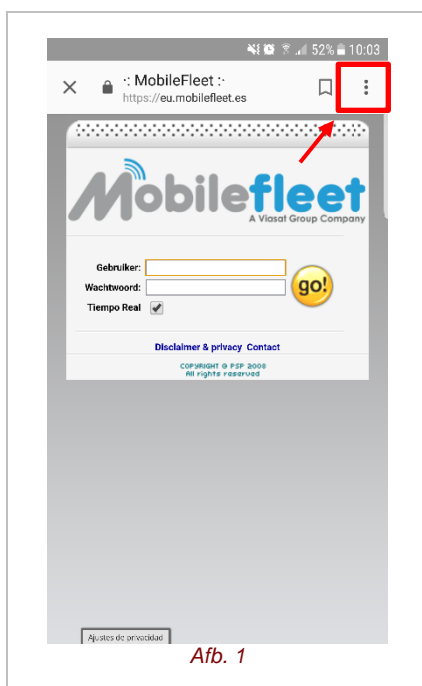 52% 10:03
·: MobileFleet :·
https://eu.mobilefleet.es
Mobilefleet
A Viasat Group Company
Gebruiker:
Wachtwoord:
go!
Tiempo Real
Disclaimer & privacy Contact
COPYRIGHT @ PSP 2008
All rights reserved
Ajustes de privacidad
Afb. 1